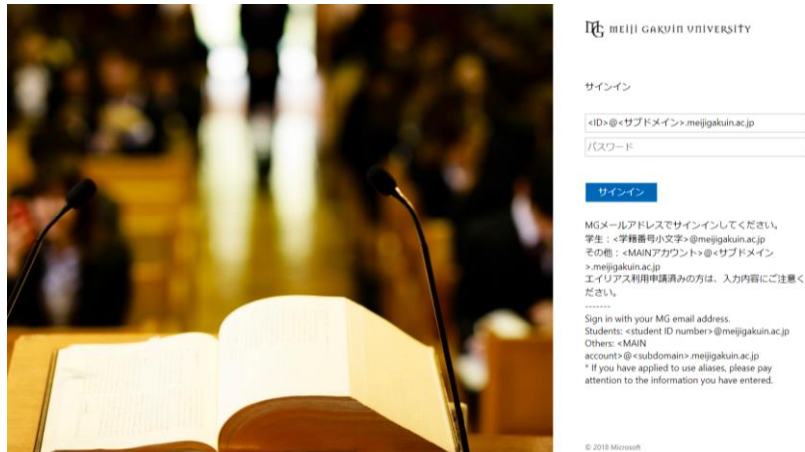 MG MEIJI GAKUIN UNIVERSITY
サインイン
<ID>@<サブドメイン>.meijigakuin.ac.jp
パスワード
サインイン
MGメールアドレスでサインインしてください。
学生：<学籍番号小文字>@meijigakuin.ac.jp
その他：<MAINアカウント>@<サブドメイン
>.meijigakuin.ac.jp
エイリアス利用申請済みの方は、入力内容にご注意く
ださい。
-------
Sign in with your MG email address.
Students: <student ID number>@meijigakuin.ac.jp
Others: <MAIN
account>@<subdomain>.meijigakuin.ac.jp
* If you have applied to use aliases, please pay
attention to the information you have entered.
© 2018 Microsoft